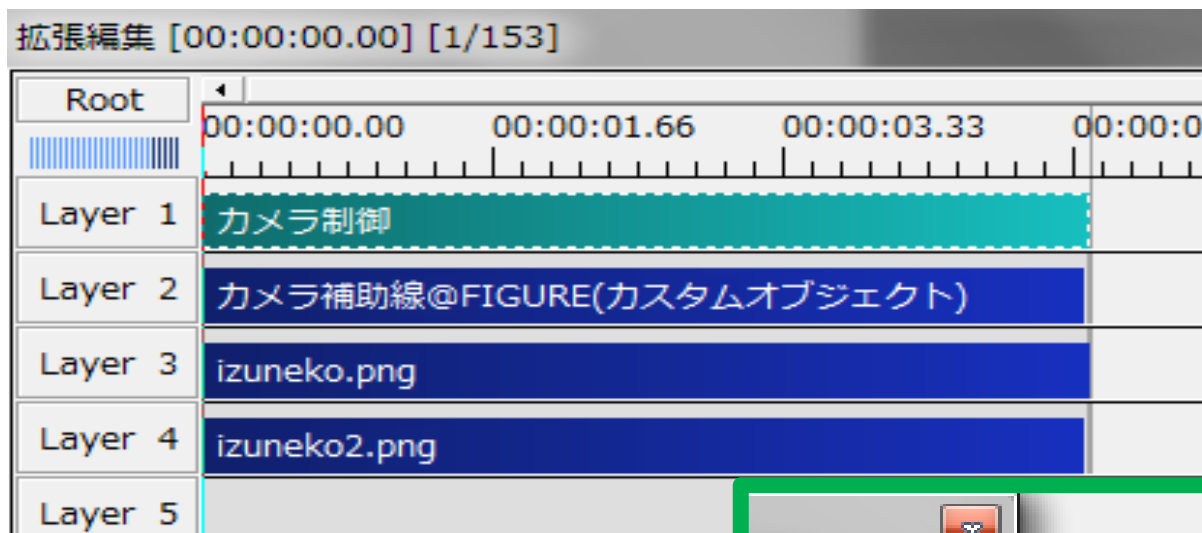 拡張編集 [00:00:00.00] [1/153]
Root
00:00:00.00 00:00:01.66 00:00:03.33 00:00:0
Layer 1 カメラ制御
Layer 2 カメラ補助線@FIGURE(カスタムオブジェクト)
Layer 3 izuneko.png
Layer 4 izuneko2.png
Layer 5